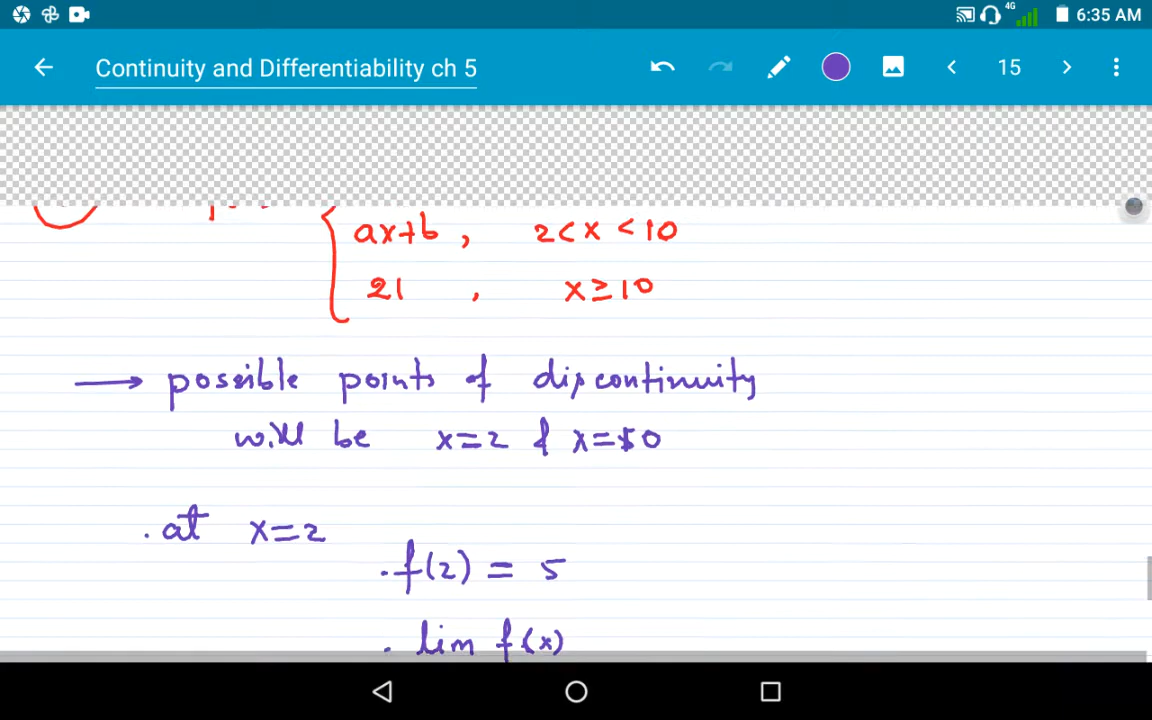 4G 6:35 AM
Continuity and Differentiability ch 5 15
ax+b , 2<x<10
21 , x≥10
→ possible points of discontinuity
will be x=2 & x=10
. at x=2
. f(2) = 5
. lim f(x)